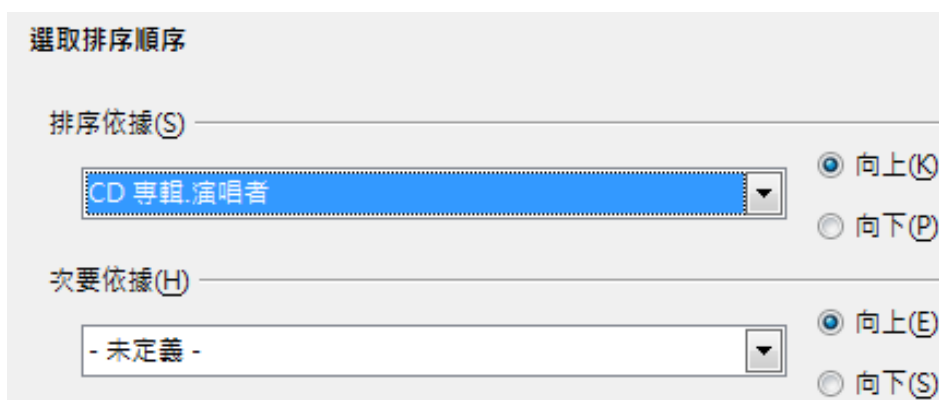 選取排序順序
排序依據(S)
CD 專輯.演唱者
向上(K)
向下(P)
次要依據(H)
- 未定義 -
向上(E)
向下(S)